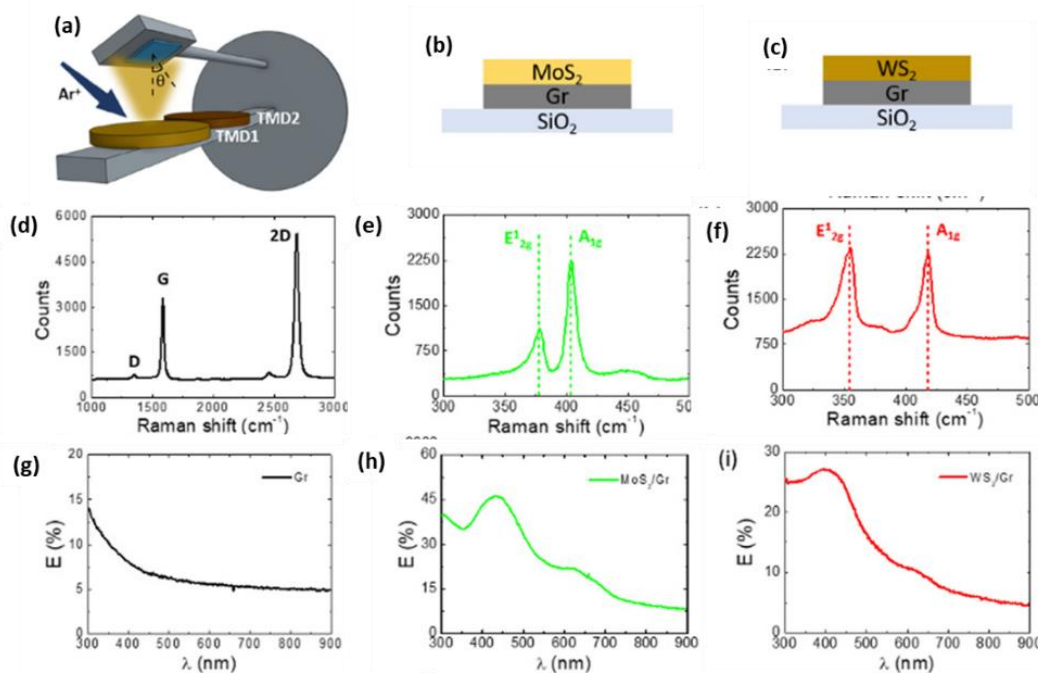 (a)
θ
Ar⁺
TMD2
TMD1
(b)
MoS₂
Gr
SiO₂
(c)
WS₂
Gr
SiO₂
(d)
6000
4500
3000
1500
0
Counts
D
G
2D
1000 1500 2000 2500 3000
Raman shift (cm⁻¹)
(e)
3000
2250
1500
750
0
Counts
E¹₂g
A₁g
300 350 400 450 500
Raman shift (cm⁻¹)
(f)
3000
2250
1500
750
0
Counts
E¹₂g
A₁g
300 400 500
Raman shift (cm⁻¹)
(g)
20
15
10
5
0
E (%)
Gr
300 400 500 600 700 800 900
λ (nm)
(h)
60
45
30
15
0
E (%)
MoS₂/Gr
300 400 500 600 700 800 900
λ (nm)
(i)
30
20
10
0
E (%)
WS₂/Gr
300 400 500 600 700 800 900
λ (nm)